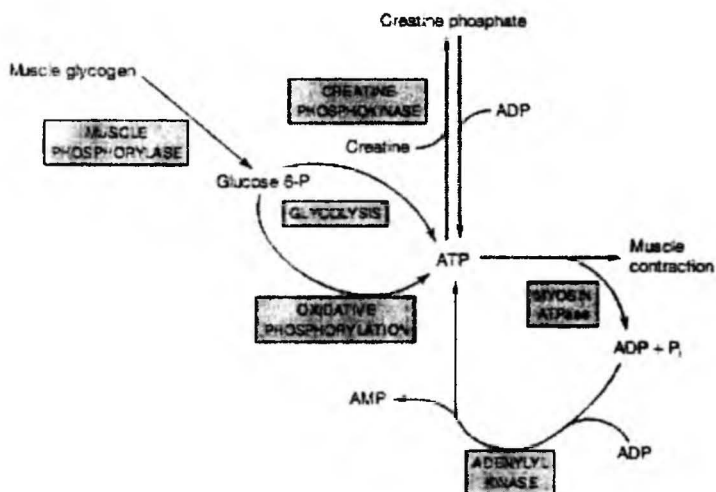 Creatine phosphate
Muscle glycogen
CREATINE
PHOSPHOKINASE
ADP
MUSCLE
PHOSPHORYLASE
Creatine
Glucose 6-P
GLYCOLYSIS
ATP
Muscle
contraction
OXIDATIVE
PHOSPHORYLATION
MYOSIN
ATPase
ADP + Pi
AMP
ADP
ADENYLYL
KINASE